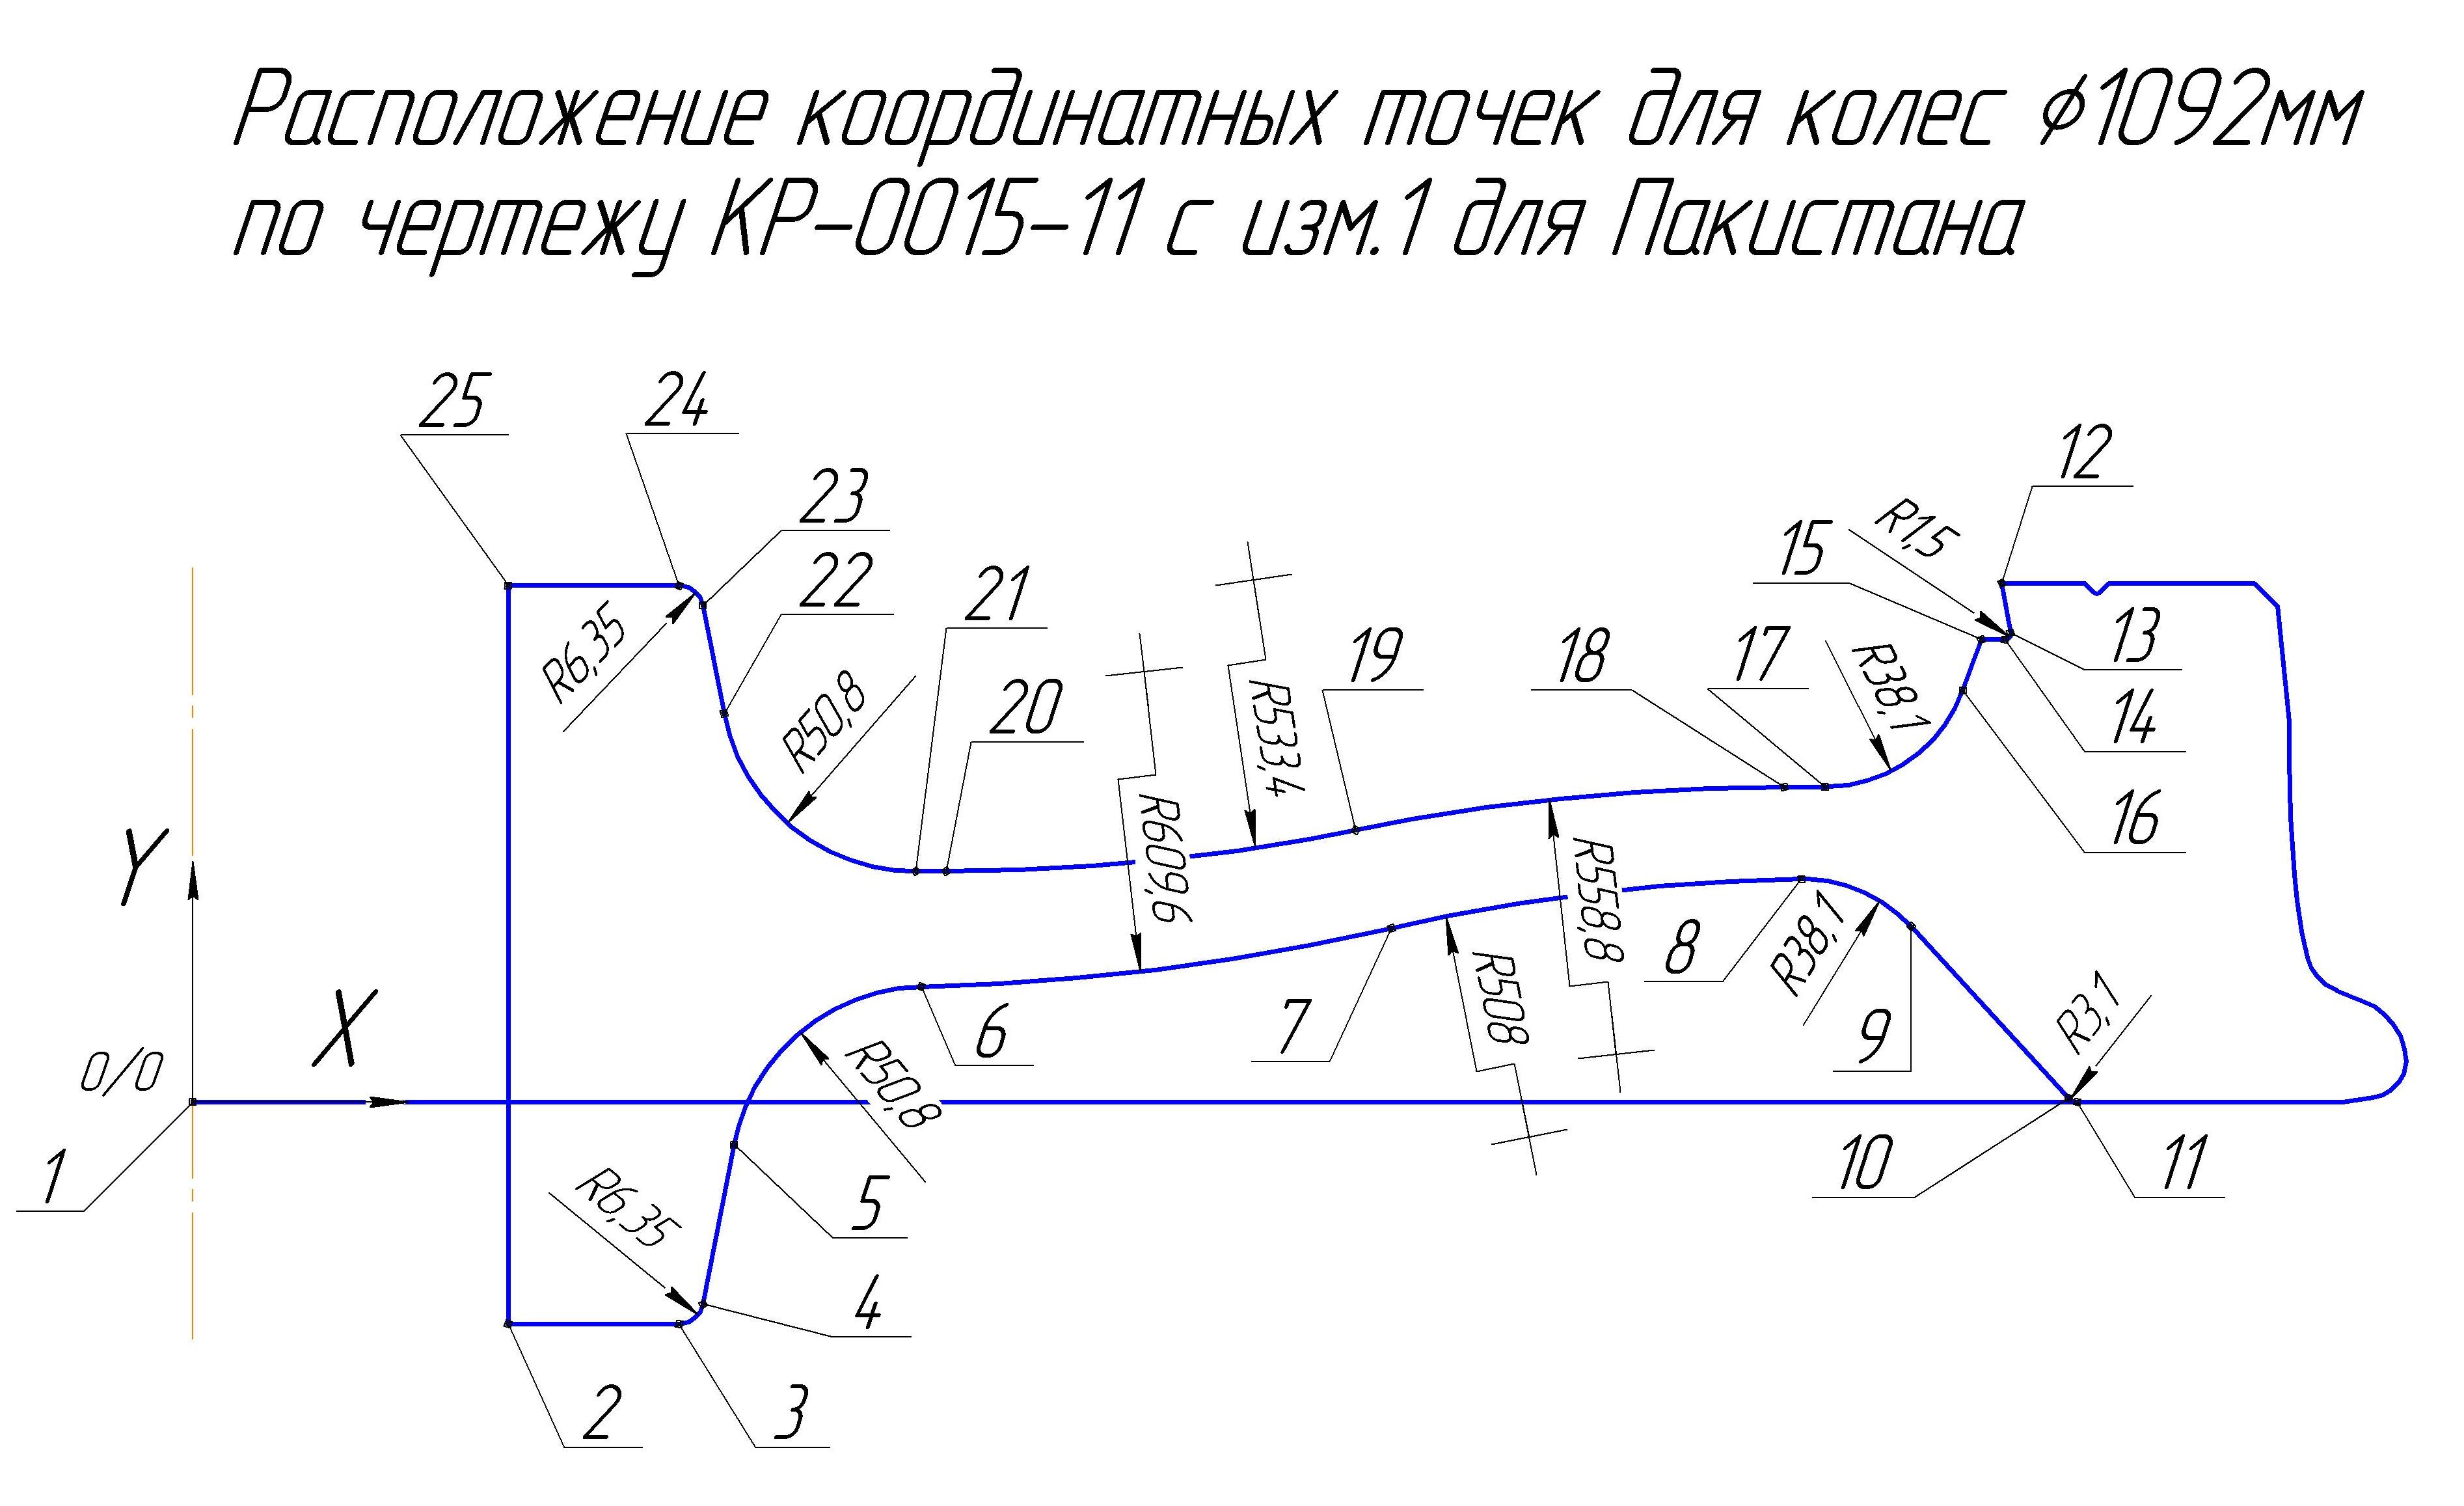 Расположение координатных точек для колес ϕ1092мм
по чертежу КР-0015-11 с изм.1 для Пакистана
25
24
23
22
21
20
19
18
17
15
12
13
14
16
R1,5
R6,35
R50,8
R609,6
R533,4
R38,1
R558,8
R508
R38,1
R3,1
8
9
10
11
7
6
R50,8
5
R6,35
4
3
2
1
Y
X
0/0